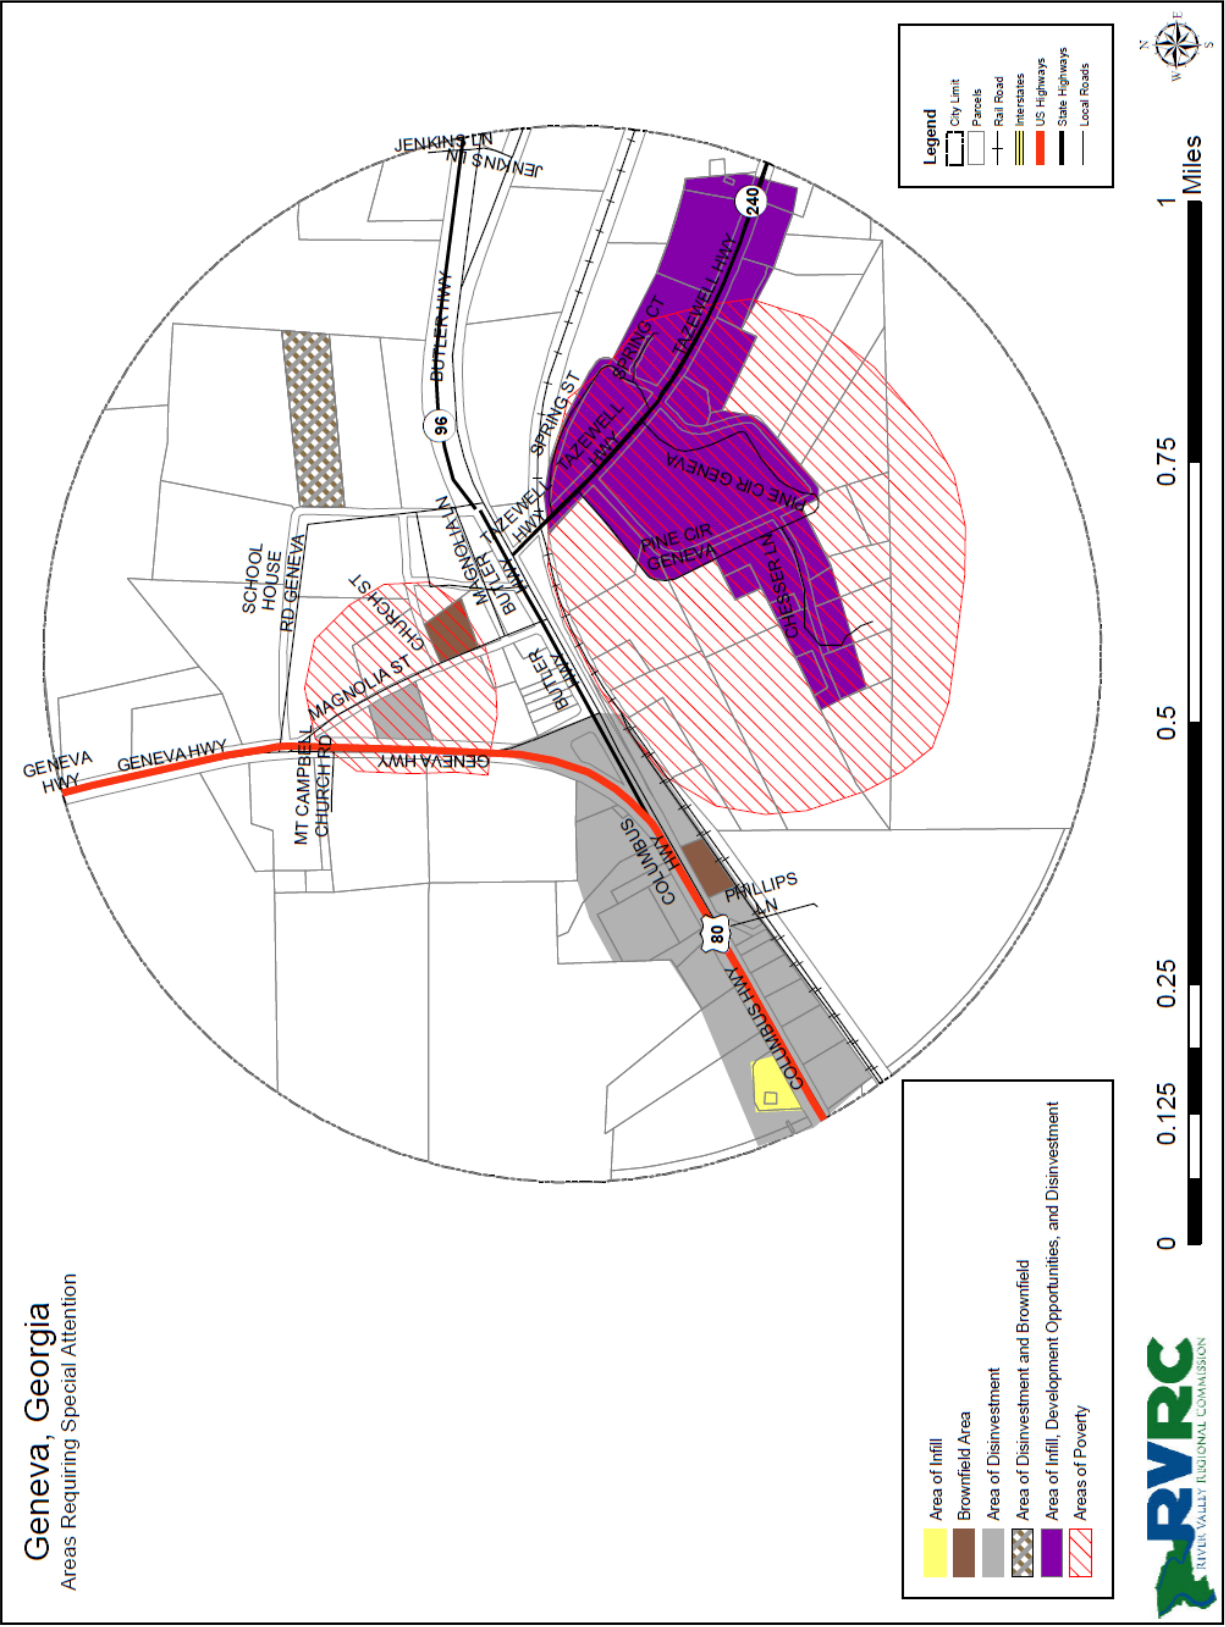 Geneva, Georgia
Areas Requiring Special Attention
GENEVA
HWY
GENEVA HWY
MT CAMPBELL
CHURCH RD
GENEVA HWY
SCHOOL
HOUSE
RD GENEVA
MAGNOLIA ST
CHURCH ST
MAGNOLIA LN
BUTLER
HWY
BUTLER
HWY
TAZEWELL
HWY
96
BUTLER HWY
JENKINS LN
JENKINS LN
SPRING ST
TAZEWELL
HWY
SPRING CT
TAZEWELL HWY
240
PINE CIR GENEVA
PINE CIR
GENEVA
CHESSER LN
COLUMBUS
HWY
80
PHILLIPS
LN
COLUMBUS HWY
Legend
City Limit
Parcels
Rail Road
Interstates
US Highways
State Highways
Local Roads
Area of Infill
Brownfield Area
Area of Disinvestment
Area of Disinvestment and Brownfield
Area of Infill, Development Opportunities, and Disinvestment
Areas of Poverty
N
W E
S
0 0.125 0.25 0.5 0.75 1
Miles
RVRC
RIVER VALLEY REGIONAL COMMISSION